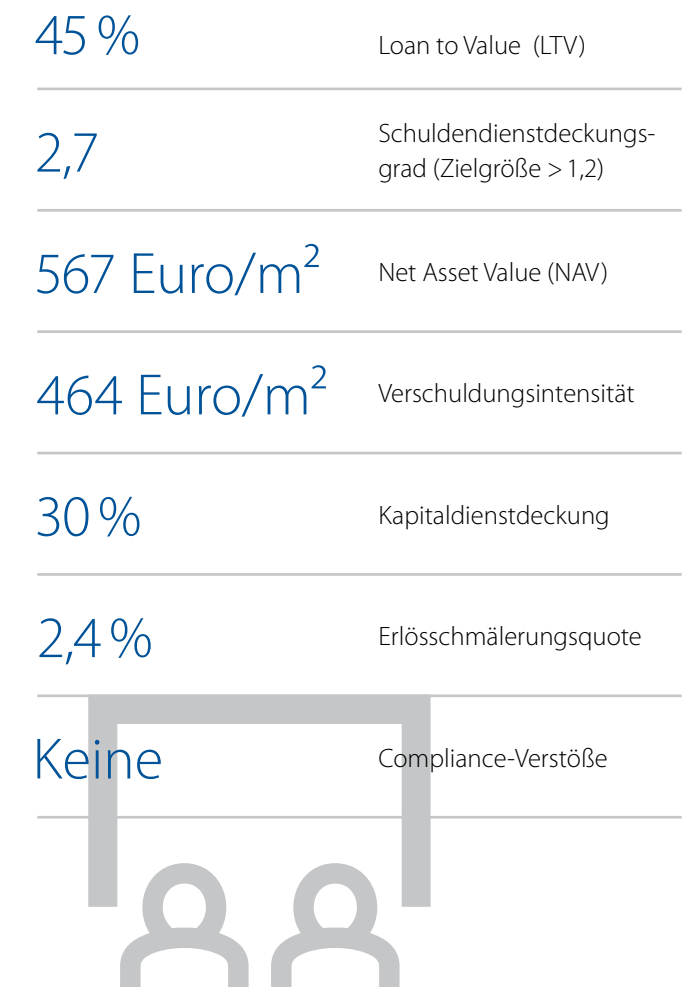 45 %
Loan to Value (LTV)
2,7
Schuldendienstdeckungs-
grad (Zielgröße > 1,2)
567 Euro/m²
Net Asset Value (NAV)
464 Euro/m²
Verschuldungsintensität
30 %
Kapitaldienstdeckung
2,4 %
Erlösschmälerungsquote
Keine
Compliance-Verstöße